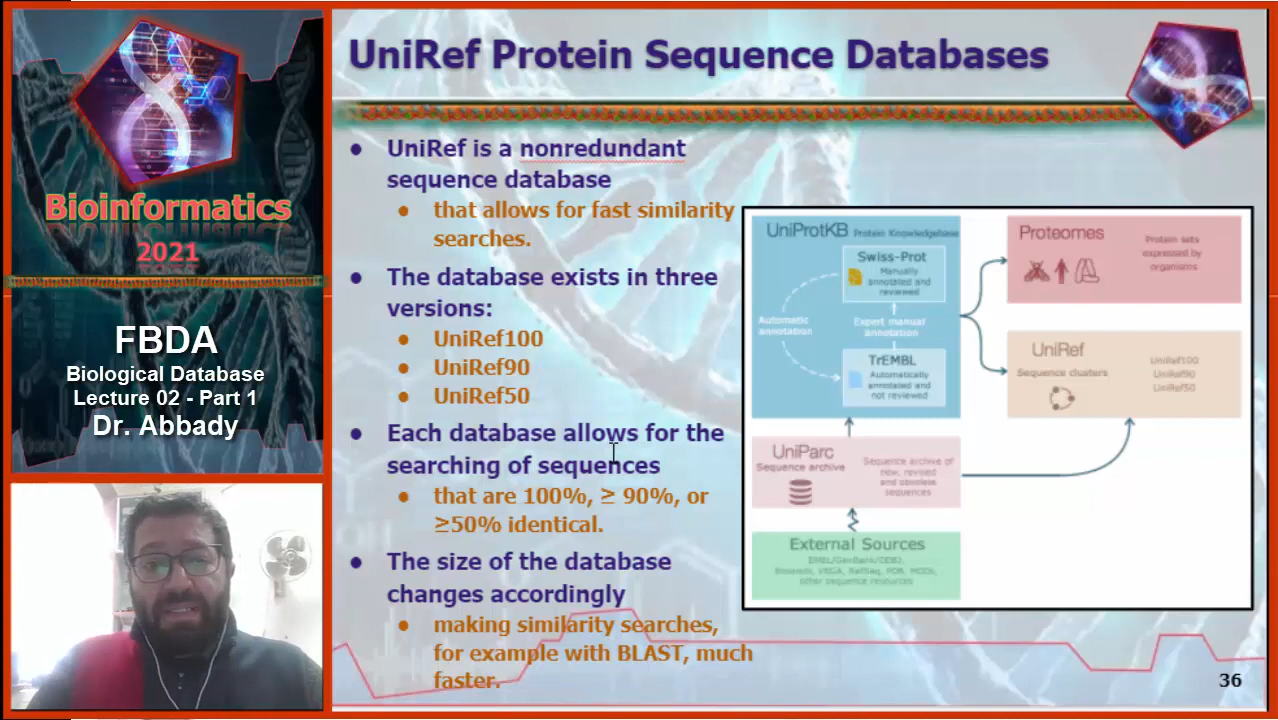 Bioinformatics
2021
FBDA
Biological Database
Lecture 02 - Part 1
Dr. Abbady
UniRef Protein Sequence Databases
● UniRef is a nonredundant
sequence database
● that allows for fast similarity
searches.
● The database exists in three
versions:
● UniRef100
● UniRef90
● UniRef50
● Each database allows for the
searching of sequences
● that are 100%, ≥ 90%, or
≥50% identical.
● The size of the database
changes accordingly
● making similarity searches,
for example with BLAST, much
faster.
UniProtKB Protein Knowledgebase
Swiss-Prot
Manually
annotated and
reviewed
Automatic
annotation
Expert manual
annotation
TrEMBL
Automatically
annotated and
not reviewed
Proteomes
Protein sets
expressed by
organisms
UniRef
Sequence clusters
UniRef100
UniRef90
UniRef50
UniParc
Sequence archive
Sequence archive of
new, revised
and obsolete
sequences
External Sources
EMBL/GenBank/DDBJ,
Ensembl, VEGA, RefSeq, PDB, MODs,
other sequence resources
36